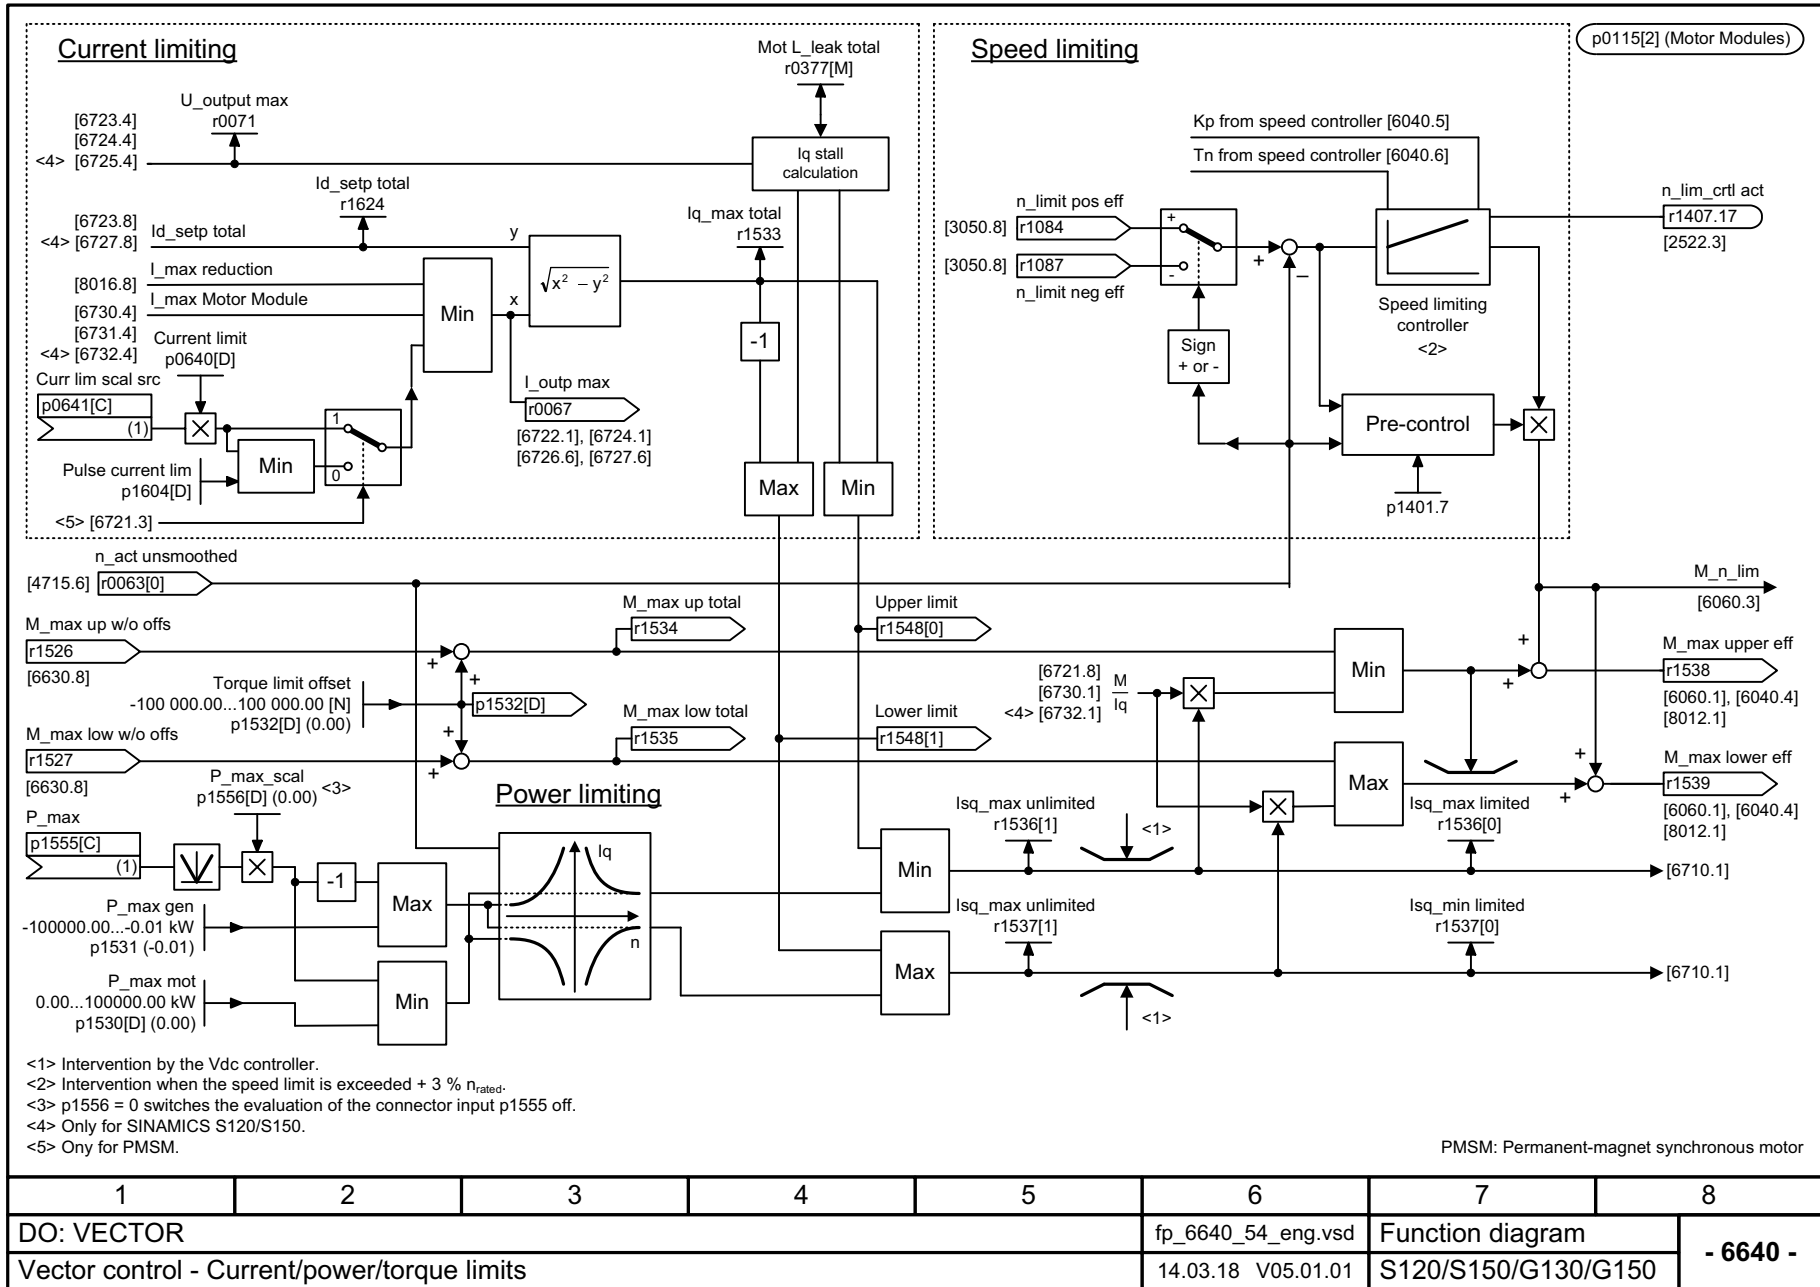 Current limiting
Mot L_leak total
r0377[M]
U_output max
r0071
[6723.4]
[6724.4]
<4> [6725.4]
Iq stall
calculation
Id_setp total
r1624
Iq_max total
r1533
[6723.8]
<4> [6727.8]
Id_setp total
y
√x² – y²
I_max reduction
[8016.8]
I_max Motor Module
[6730.4]
[6731.4]
<4> [6732.4]
Min
x
-1
Current limit
p0640[D]
Curr lim scal src
p0641[C]
(1)
1
0
Min
Pulse current lim
p1604[D]
<5> [6721.3]
I_outp max
r0067
[6722.1], [6724.1]
[6726.6], [6727.6]
Max
Min
Speed limiting
p0115[2] (Motor Modules)
Kp from speed controller [6040.5]
Tn from speed controller [6040.6]
n_limit pos eff
[3050.8] r1084
[3050.8] r1087
n_limit neg eff
+
-
+
–
n_lim_crtl act
r1407.17
[2522.3]
Speed limiting
controller
<2>
Sign
+ or -
Pre-control
p1401.7
n_act unsmoothed
[4715.6] r0063[0]
M_n_lim
[6060.3]
M_max up w/o offs
r1526
[6630.8]
+
+
M_max up total
r1534
Upper limit
r1548[0]
Torque limit offset
-100 000.00...100 000.00 [N]
p1532[D] (0.00)
p1532[D]
[6721.8]
[6730.1]
<4> [6732.1]
M
Iq
Min
+
+
M_max upper eff
r1538
[6060.1], [6040.4]
[8012.1]
M_max low w/o offs
r1527
[6630.8]
+
+
M_max low total
r1535
Lower limit
r1548[1]
Max
+
+
M_max lower eff
r1539
[6060.1], [6040.4]
[8012.1]
P_max_scal
p1556[D] (0.00) <3>
P_max
p1555[C]
(1)
-1
Power limiting
Iq
n
P_max gen
-100000.00...-0.01 kW
p1531 (-0.01)
Max
P_max mot
0.00...100000.00 kW
p1530[D] (0.00)
Min
Min
Isq_max unlimited
r1536[1]
<1>
Isq_max limited
r1536[0]
[6710.1]
Max
Isq_max unlimited
r1537[1]
<1>
Isq_min limited
r1537[0]
[6710.1]
<1> Intervention by the Vdc controller.
<2> Intervention when the speed limit is exceeded + 3 % nrated.
<3> p1556 = 0 switches the evaluation of the connector input p1555 off.
<4> Only for SINAMICS S120/S150.
<5> Ony for PMSM.
PMSM: Permanent-magnet synchronous motor
1 2 3 4 5 6 7 8
DO: VECTOR
fp_6640_54_eng.vsd
Function diagram
- 6640 -
Vector control - Current/power/torque limits
14.03.18 V05.01.01
S120/S150/G130/G150